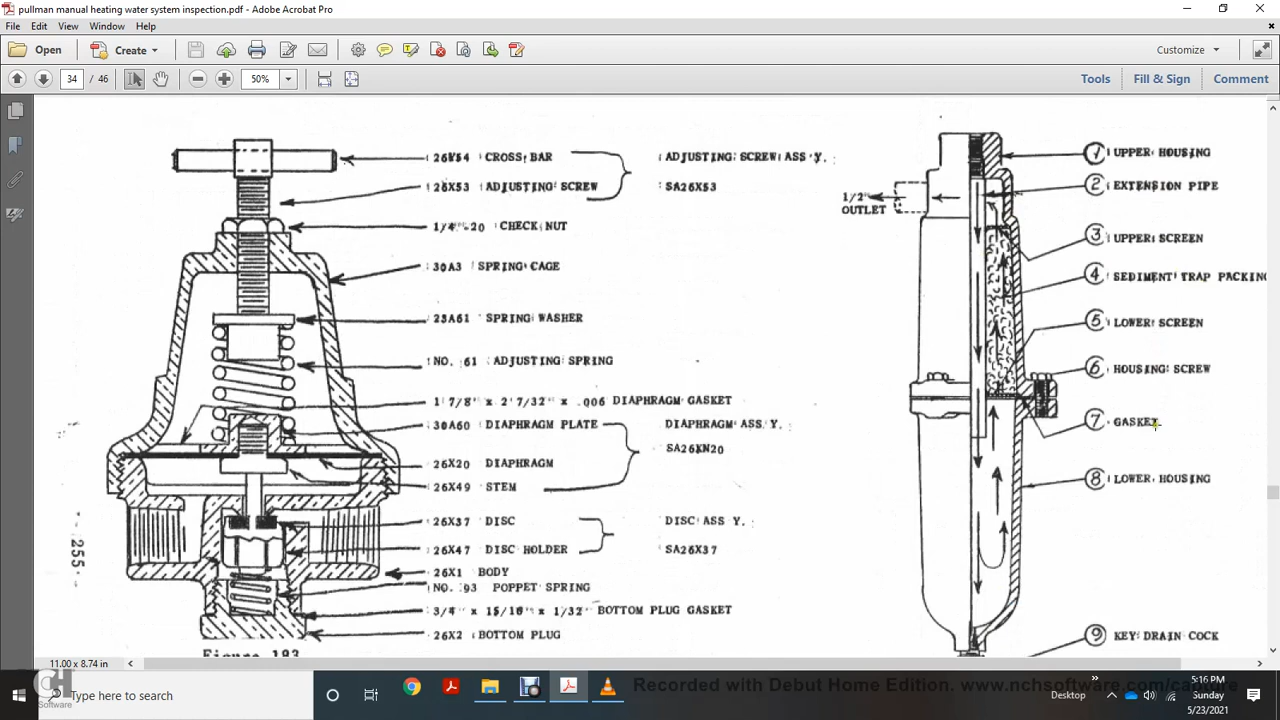 pullman manual heating water system inspection.pdf - Adobe Acrobat Pro
File Edit View Window Help
Open Create Customize
34 / 46 50% Tools Fill & Sign Comment
26X54 CROSS BAR
26X53 ADJUSTING SCREW
ADJUSTING SCREW ASS'Y.
SA26X53
1/4"-20 CHECK NUT
30A3 SPRING CAGE
SPRING WASHER
NO. 61 ADJUSTING SPRING
1 7/8" x 2 7/32" x .006 DIAPHRAGM GASKET
30A60 DIAPHRAGM PLATE
26X20 DIAPHRAGM
26X49 STEM
DIAPHRAGM ASS'Y.
26X37 DISC
26X47 DISC HOLDER
DISC ASS'Y.
SA26X37
26X1 BODY
NO. 93 POPPET SPRING
3/4" x 15/16" x 1/32" BOTTOM PLUG GASKET
26X2 BOTTOM PLUG
Figure 183
-255-
1/2"
OUTLET
1 UPPER HOUSING
2 EXTENSION PIPE
3 UPPER SCREEN
4 SEDIMENT TRAP PACKING
5 LOWER SCREEN
6 HOUSING SCREW
7 GASKET
8 LOWER HOUSING
9 KEY DRAIN COCK
11.00 x 8.74 in
CH
Software
Type here to search
Recorded with Debut Home Edition. www.nchsoftware.com/capture
Desktop
5:16 PM
Sunday
5/23/2021